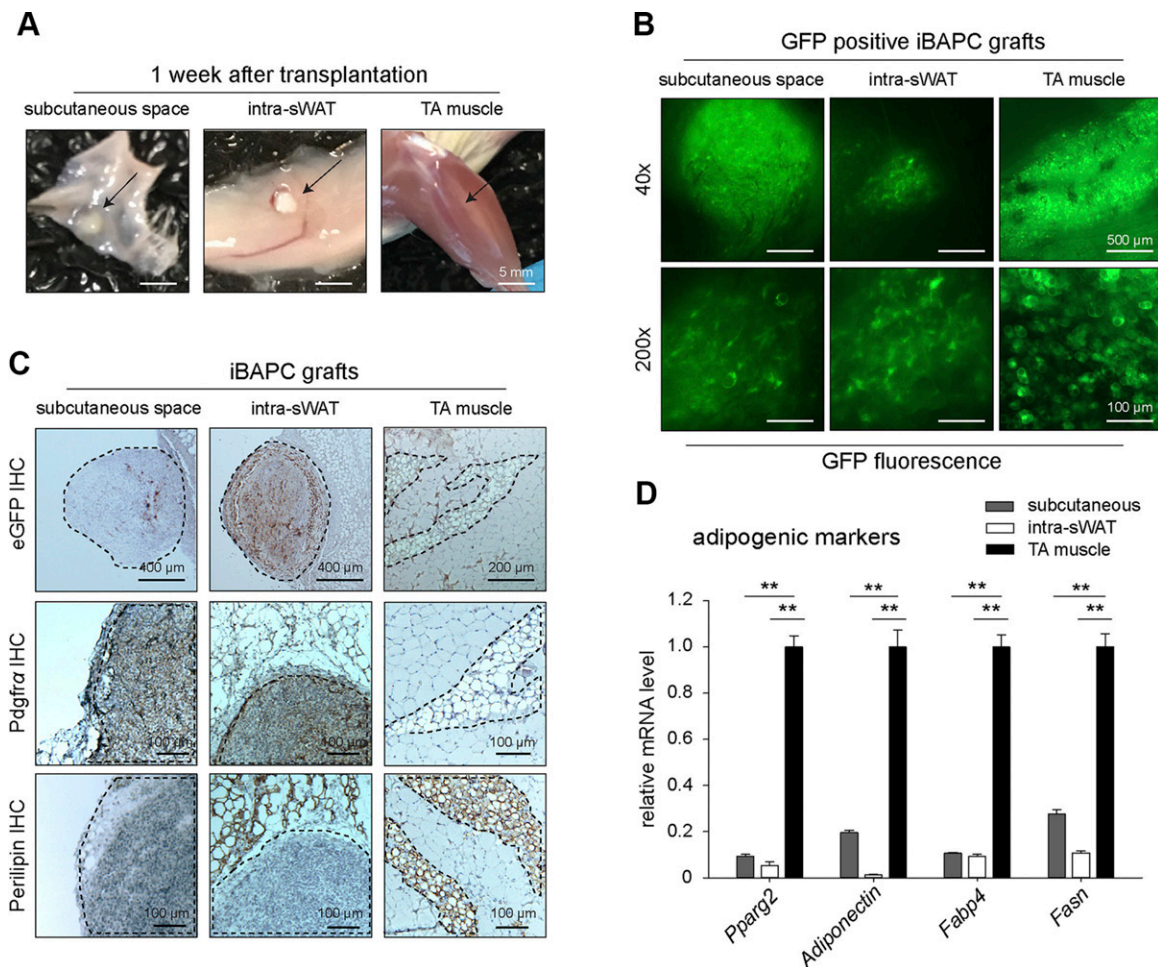 A
1 week after transplantation
subcutaneous space
intra-sWAT
TA muscle
5 mm
B
GFP positive iBAPC grafts
subcutaneous space
intra-sWAT
TA muscle
40x
500 µm
200x
100 µm
GFP fluorescence
C
iBAPC grafts
subcutaneous space
intra-sWAT
TA muscle
eGFP IHC
400 µm
400 µm
200 µm
Pdgfrα IHC
100 µm
100 µm
100 µm
Perilipin IHC
100 µm
100 µm
100 µm
D
adipogenic markers
subcutaneous
intra-sWAT
TA muscle
** ** ** **
** ** ** **
relative mRNA level
1.2
1.0
0.8
0.6
0.4
0.2
0
Pparg2
Adiponectin
Fabp4
Fasn